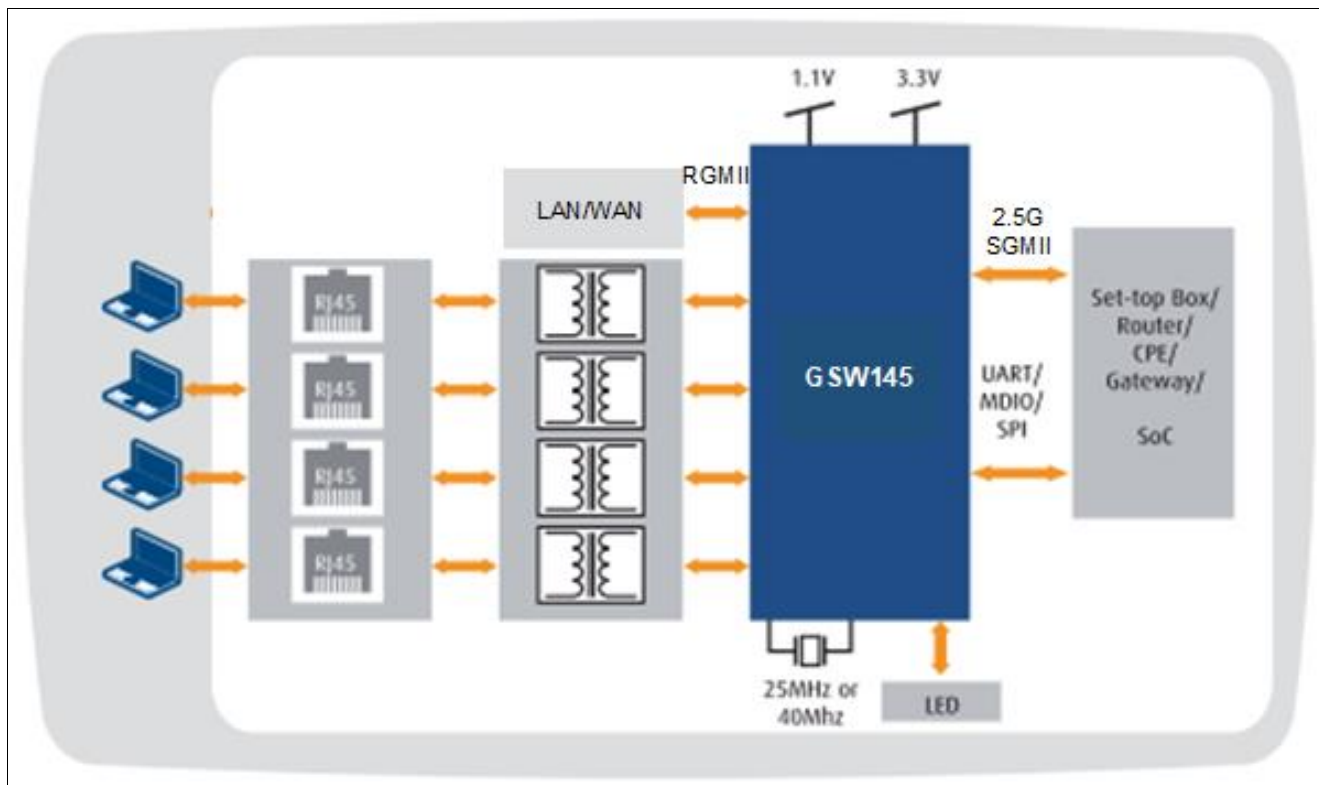 1.1V
3.3V
RGMII
LAN/WAN
2.5G
SGMII
RJ45
RJ45
RJ45
RJ45
GSW145
Set-top Box/
Router/
CPE/
Gateway/
SoC
UART/
MDIO/
SPI
25MHz or
40Mhz
LED